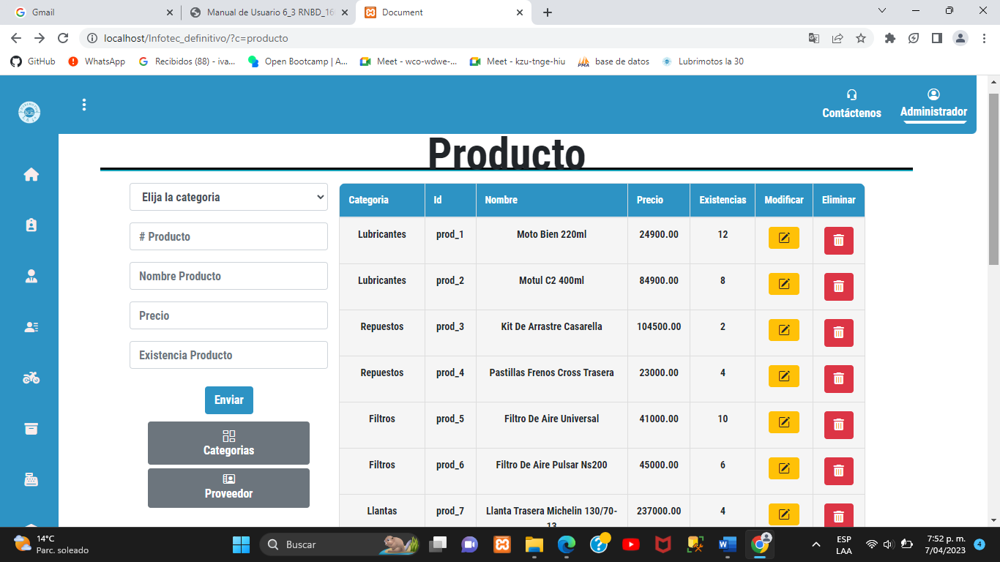 Gmail
Manual de Usuario 6_3 RNBD_16
Document
localhost/Infotec_definitivo/?c=producto
GitHub
WhatsApp
Recibidos (88) - iva...
Open Bootcamp | A...
Meet - wco-wdwe-...
Meet - kzu-tnge-hiu
base de datos
Lubrimotos la 30
Contáctenos
Administrador
Producto
Elija la categoria
# Producto
Nombre Producto
Precio
Existencia Producto
Enviar
Categorias
Proveedor
Categoria Id Nombre Precio Existencias Modificar Eliminar
Lubricantes prod_1 Moto Bien 220ml 24900.00 12
Lubricantes prod_2 Motul C2 400ml 84900.00 8
Repuestos prod_3 Kit De Arrastre Casarella 104500.00 2
Repuestos prod_4 Pastillas Frenos Cross Trasera 23000.00 4
Filtros prod_5 Filtro De Aire Universal 41000.00 10
Filtros prod_6 Filtro De Aire Pulsar Ns200 45000.00 6
Llantas prod_7 Llanta Trasera Michelin 130/70- 237000.00 4
13
14°C
Parc. soleado
Buscar
ESP
LAA
7:52 p. m.
7/04/2023
4